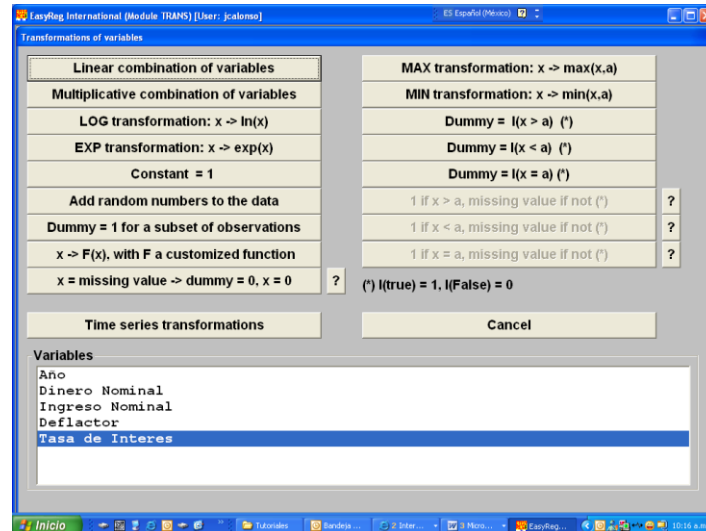 EasyReg International (Module TRANS) [User: jcalonso]
ES Español (México)
Transformations of variables
Linear combination of variables
Multiplicative combination of variables
LOG transformation: x -> ln(x)
EXP transformation: x -> exp(x)
Constant = 1
Add random numbers to the data
Dummy = 1 for a subset of observations
x -> F(x), with F a customized function
x = missing value -> dummy = 0, x = 0
?
Time series transformations
MAX transformation: x -> max(x,a)
MIN transformation: x -> min(x,a)
Dummy = I(x > a) (*)
Dummy = I(x < a) (*)
Dummy = I(x = a) (*)
1 if x > a, missing value if not (*)
?
1 if x < a, missing value if not (*)
?
1 if x = a, missing value if not (*)
?
(*) I(true) = 1, I(False) = 0
Cancel
Variables
Año
Dinero Nominal
Ingreso Nominal
Deflactor
Tasa de Interes
Inicio
Tutoriales
Bandeja ...
2 Inter...
3 Micro...
EasyReg...
10:16 a.m.